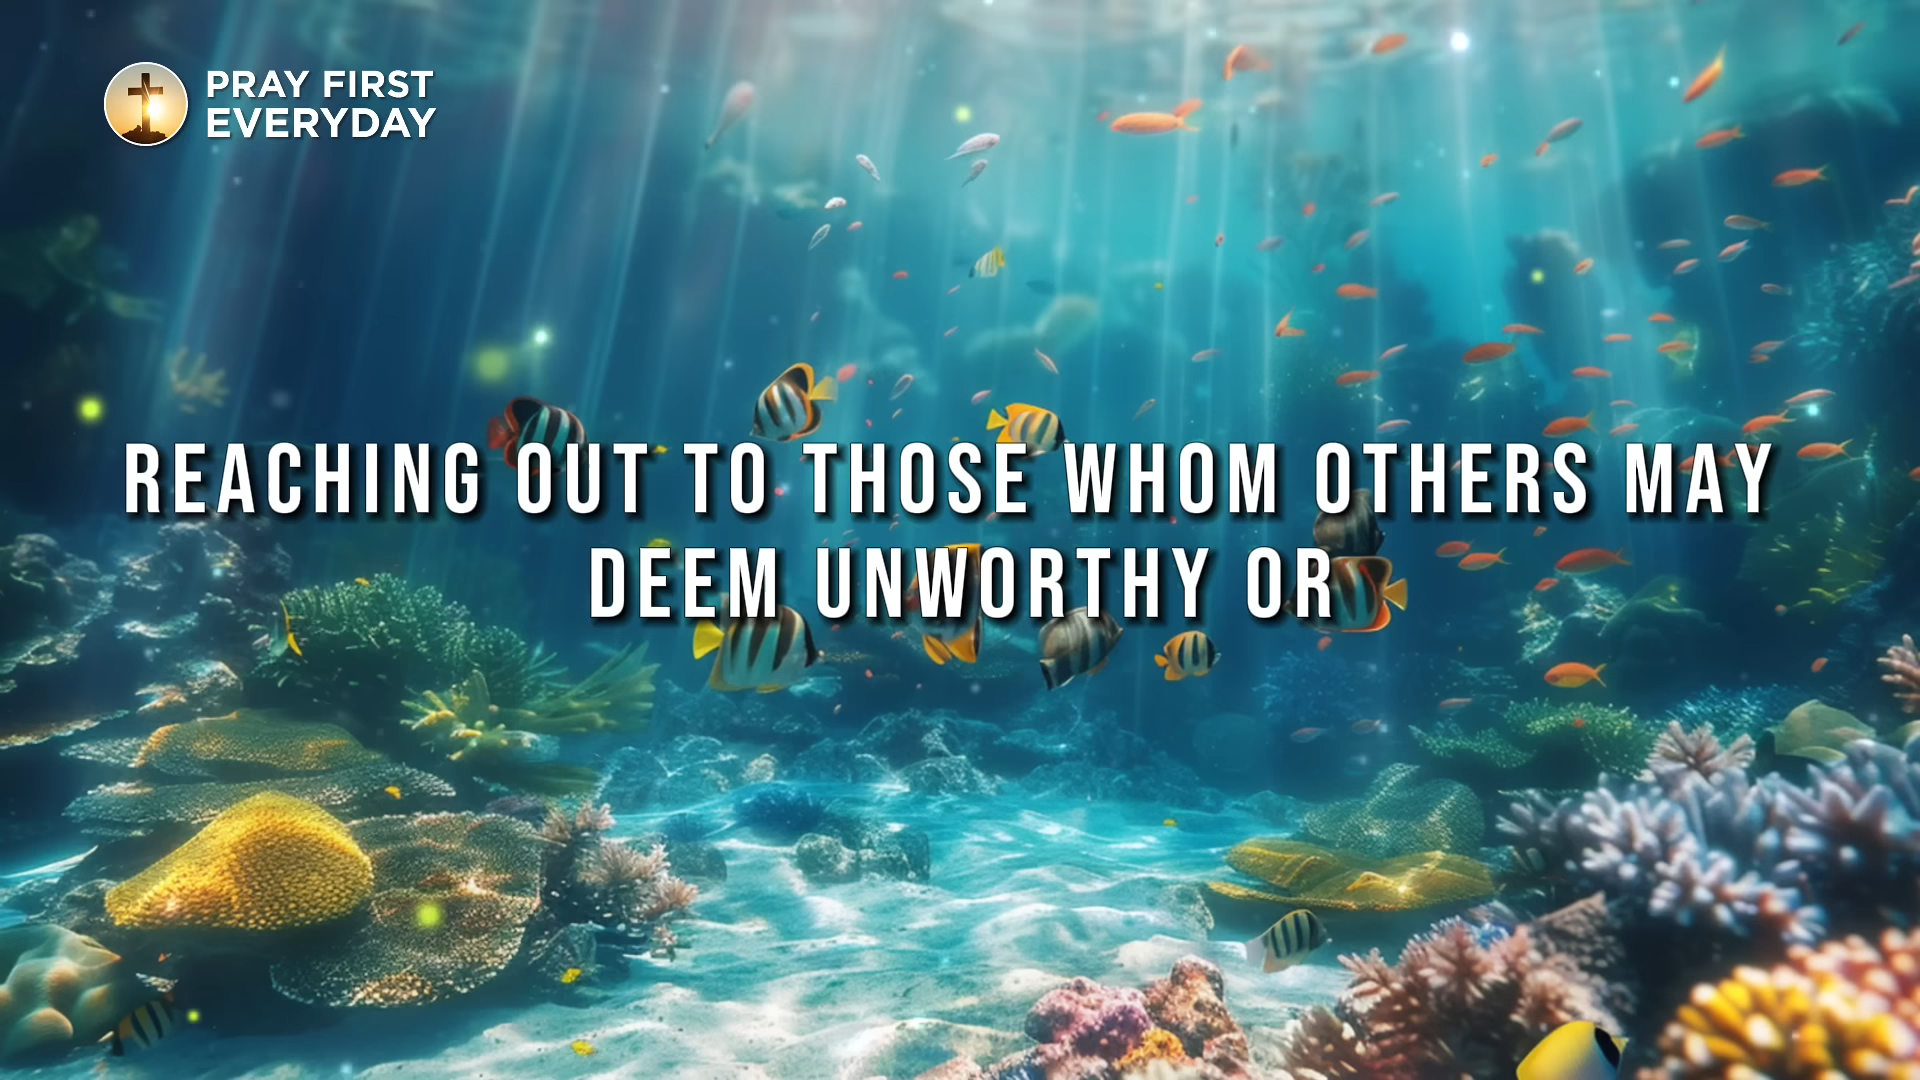 PRAY FIRST
EVERYDAY
REACHING OUT TO THOSE WHOM OTHERS MAY
DEEM UNWORTHY OR